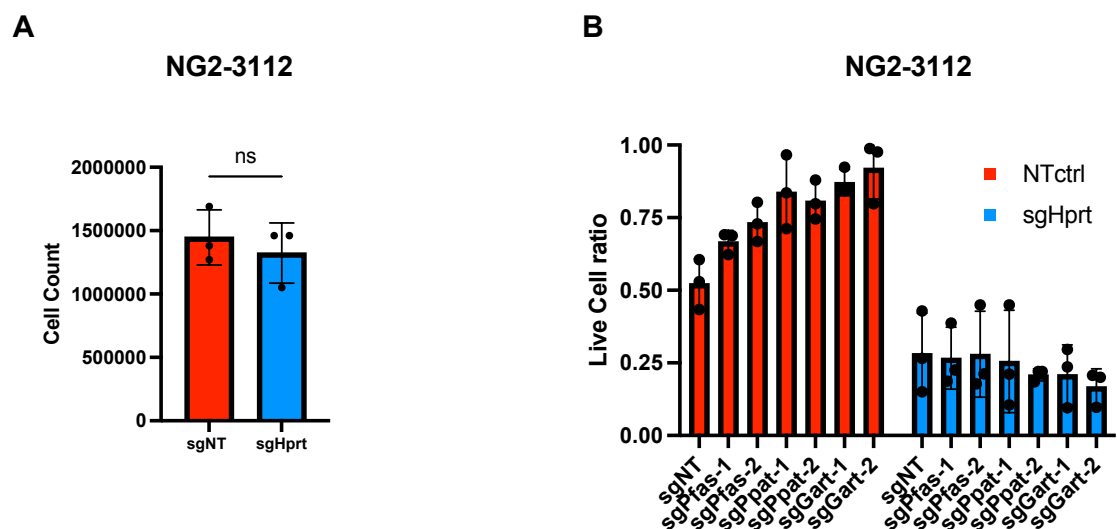 A
NG2-3112
2000000
1500000
1000000
500000
0
Cell Count
ns
sgNT
sgHprt
B
NG2-3112
1.00
0.75
0.50
0.25
0.00
Live Cell ratio
NTctrl
sgHprt
sgNT
sgPfas-1
sgPfas-2
sgPpat-1
sgPpat-2
sgGart-1
sgGart-2
sgNT
sgPfas-1
sgPfas-2
sgPpat-1
sgPpat-2
sgGart-1
sgGart-2